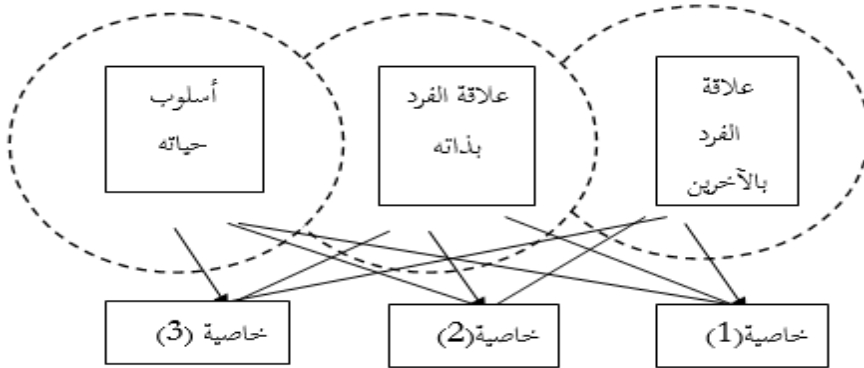 علاقة
الفرد
بالآخرين
علاقة الفرد
بذاته
أسلوب
حياته
خاصية(1)
خاصية(2)
خاصية (3)